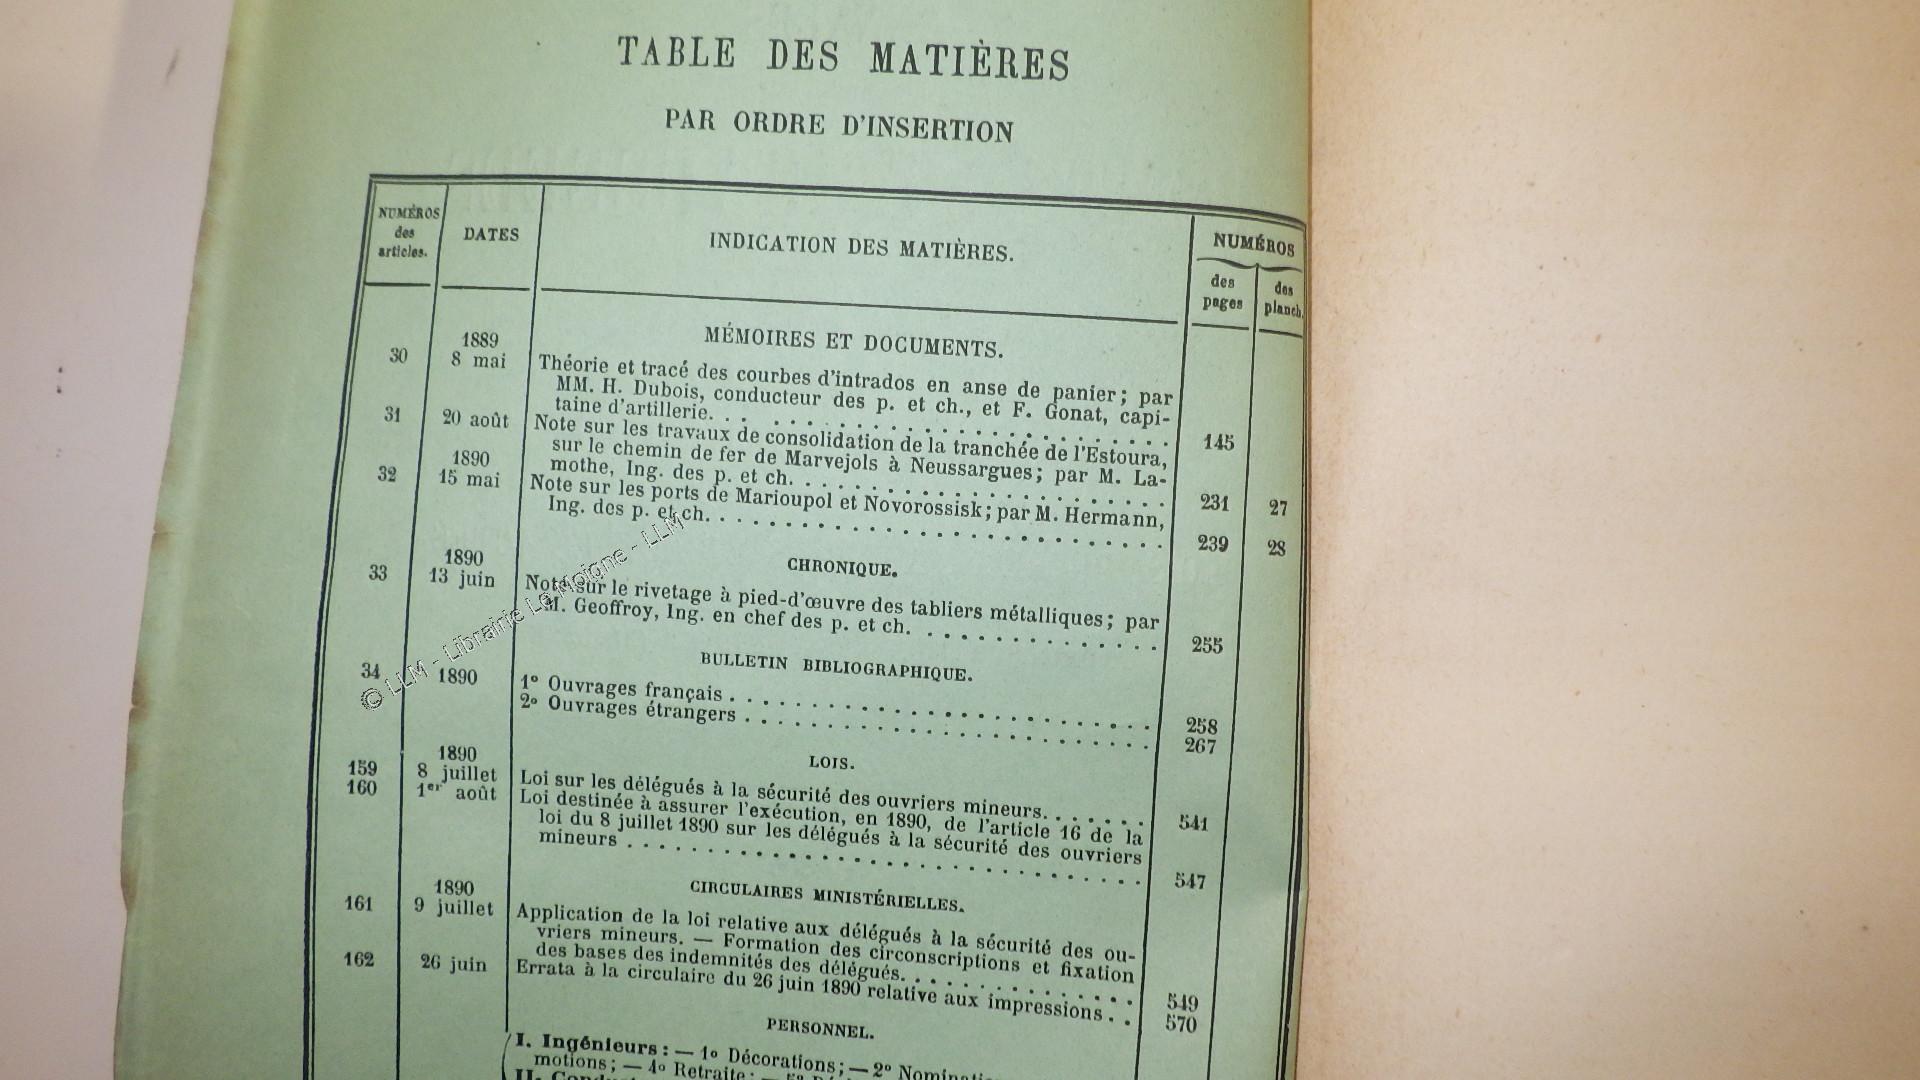 TABLE DES MATIÈRES
PAR ORDRE D'INSERTION
NUMÉROS des articles. DATES INDICATION DES MATIÈRES. NUMÉROS
des pages des planch.
MÉMOIRES ET DOCUMENTS.
1889
30 8 mai Théorie et tracé des courbes d'intrados en anse de panier; par
MM. H. Dubois, conducteur des p. et ch., et F. Gonat, capi-
taine d'artillerie. 145
31 20 août Note sur les travaux de consolidation de la tranchée de l'Estoura,
sur le chemin de fer de Marvejols à Neussargues; par M. La-
mothe, Ing. des p. et ch. 231 27
1890
32 15 mai Note sur les ports de Marioupol et Novorossisk; par M. Hermann,
Ing. des p. et ch. 239 28
CHRONIQUE.
1890
33 13 juin Note sur le rivetage à pied-d'œuvre des tabliers métalliques; par
M. Geoffroy, Ing. en chef des p. et ch. 255
BULLETIN BIBLIOGRAPHIQUE.
34 1890 1° Ouvrages français 258
2° Ouvrages étrangers 267
LOIS.
1890
159 8 juillet Loi sur les délégués à la sécurité des ouvriers mineurs. 541
160 1er août Loi destinée à assurer l'exécution, en 1890, de l'article 16 de la
loi du 8 juillet 1890 sur les délégués à la sécurité des ouvriers
mineurs 547
CIRCULAIRES MINISTÉRIELLES.
1890
161 9 juillet Application de la loi relative aux délégués à la sécurité des ou-
vriers mineurs. — Formation des circonscriptions et fixation
des bases des indemnités des délégués. 549
162 26 juin Errata à la circulaire du 26 juin 1890 relative aux impressions 570
PERSONNEL.
I. Ingénieurs: — 1° Décorations; — 2°
motions; — 4° Retraite;
© LLM - Librairie Le Moigne - LLM